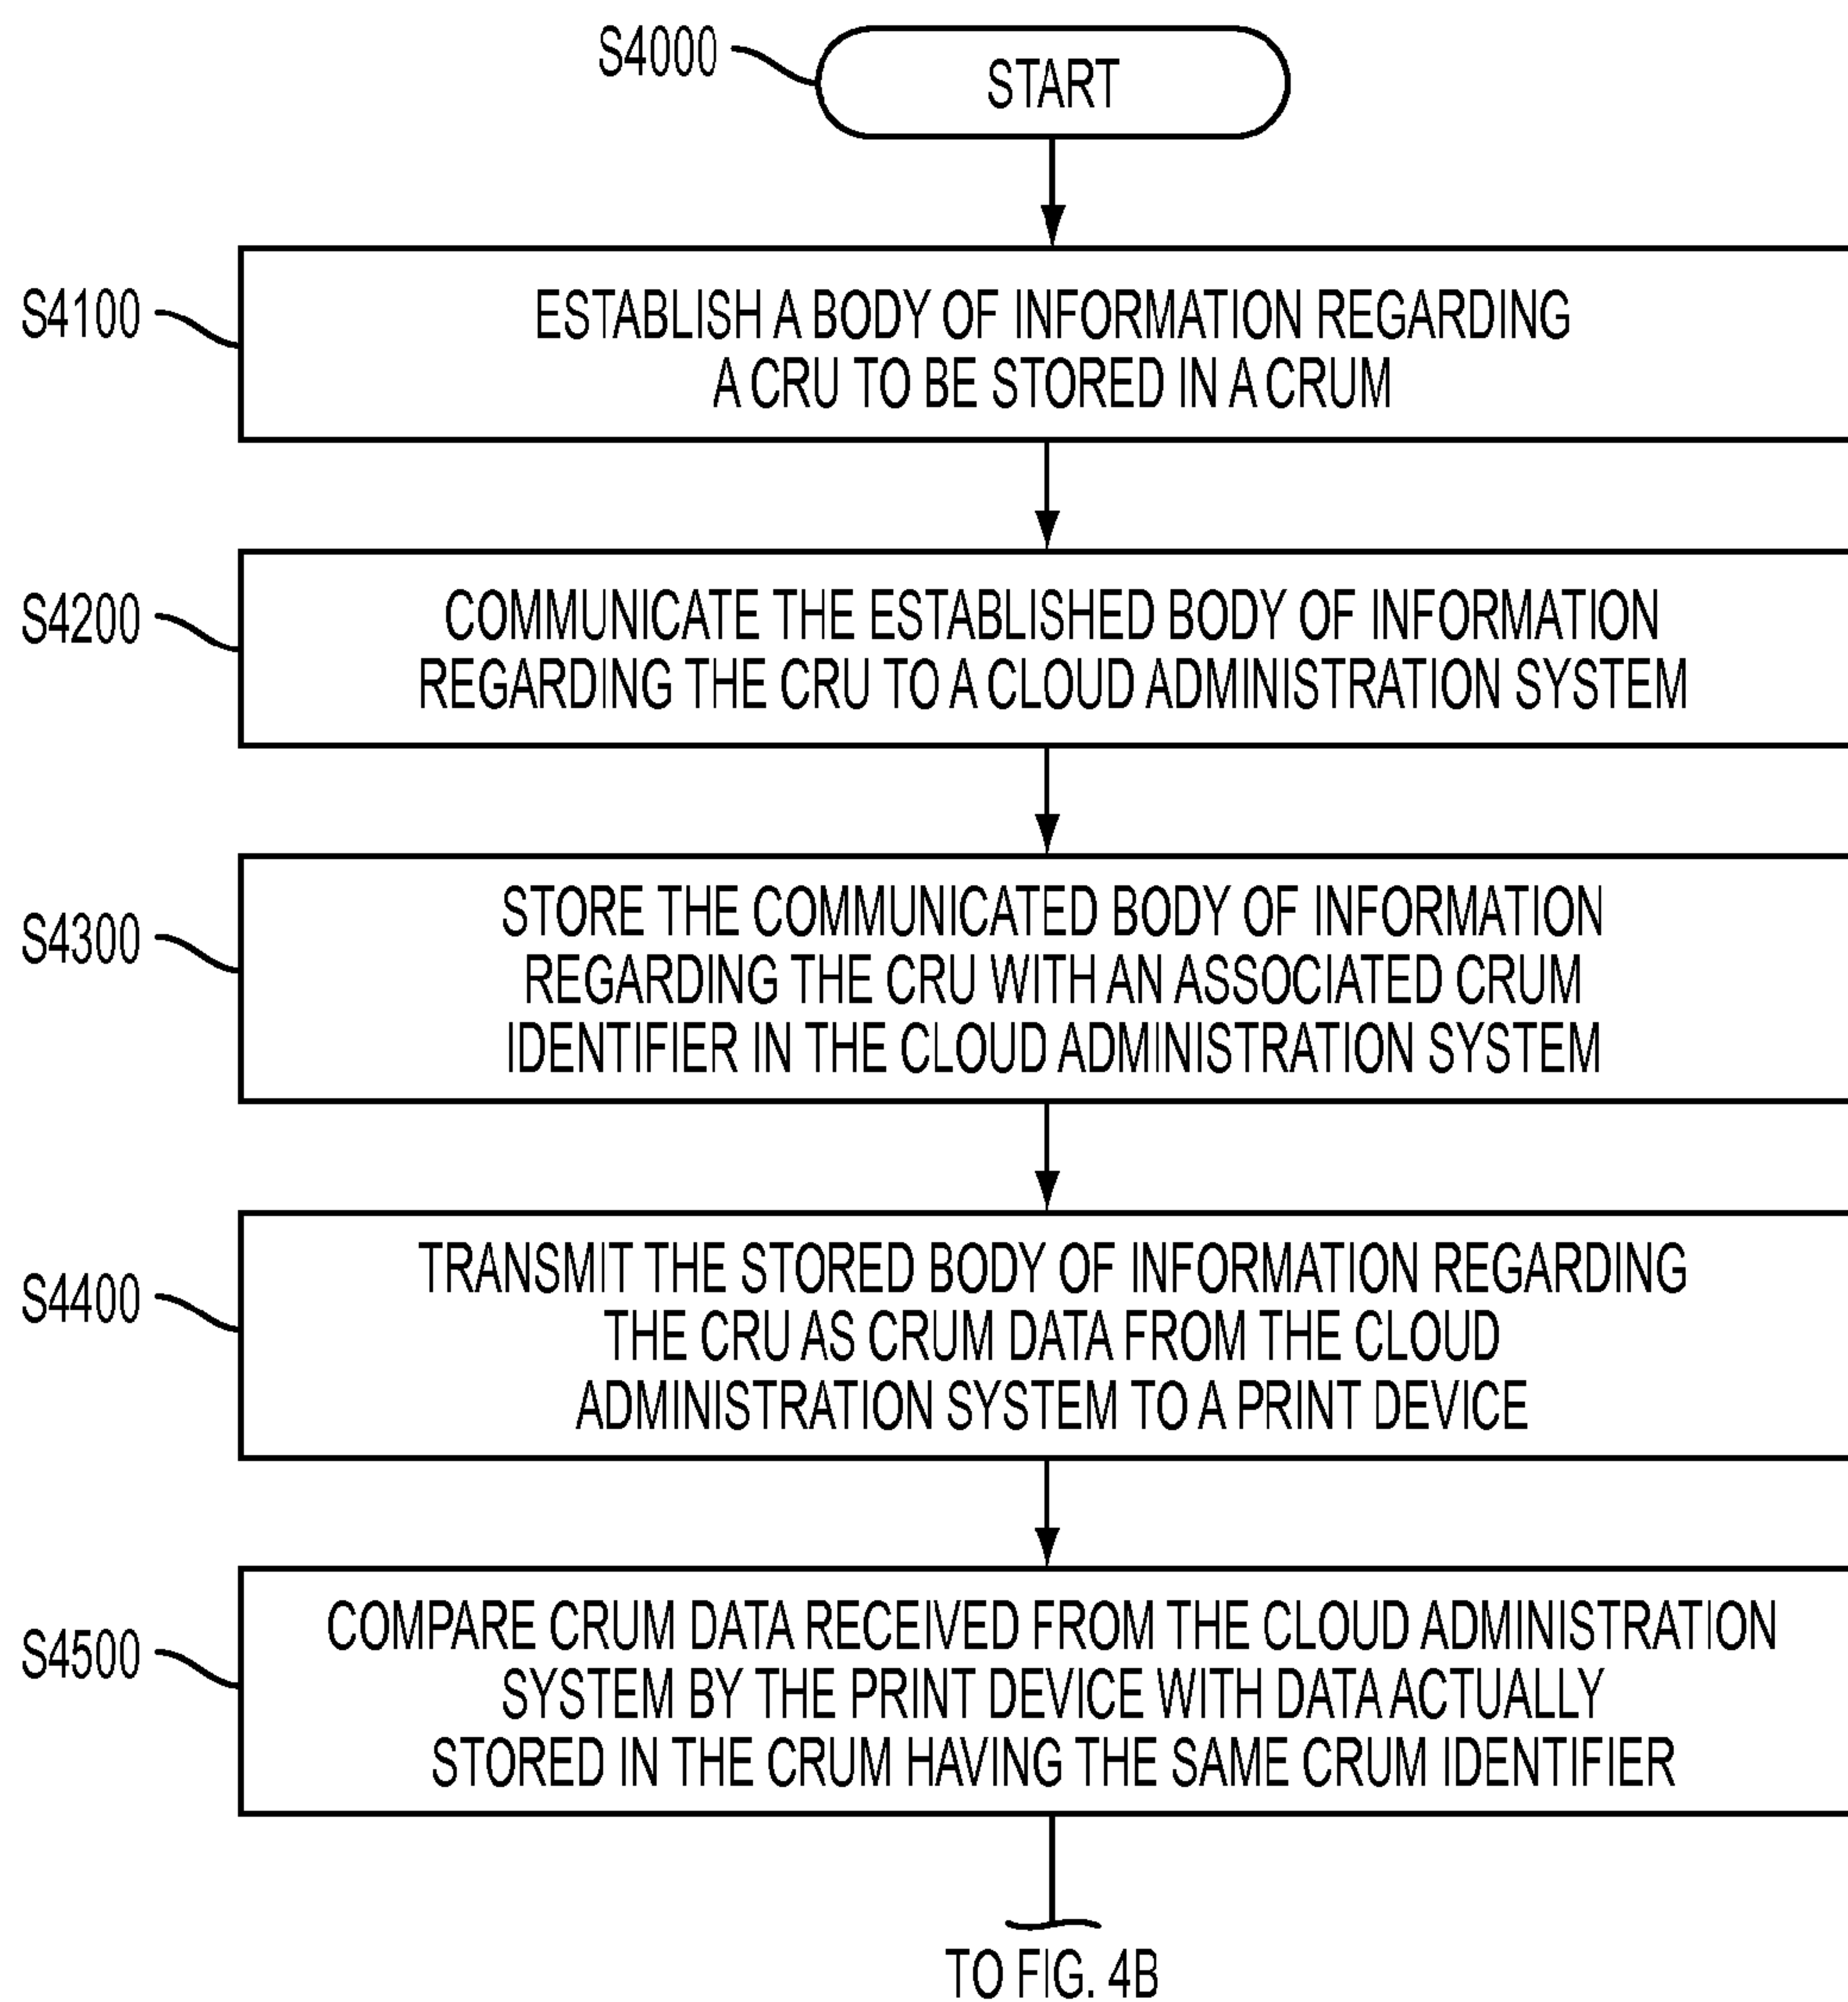 S4000
START
S4100
ESTABLISH A BODY OF INFORMATION REGARDING
A CRU TO BE STORED IN A CRUM
S4200
COMMUNICATE THE ESTABLISHED BODY OF INFORMATION
REGARDING THE CRU TO A CLOUD ADMINISTRATION SYSTEM
S4300
STORE THE COMMUNICATED BODY OF INFORMATION
REGARDING THE CRU WITH AN ASSOCIATED CRUM
IDENTIFIER IN THE CLOUD ADMINISTRATION SYSTEM
S4400
TRANSMIT THE STORED BODY OF INFORMATION REGARDING
THE CRU AS CRUM DATA FROM THE CLOUD
ADMINISTRATION SYSTEM TO A PRINT DEVICE
S4500
COMPARE CRUM DATA RECEIVED FROM THE CLOUD ADMINISTRATION
SYSTEM BY THE PRINT DEVICE WITH DATA ACTUALLY
STORED IN THE CRUM HAVING THE SAME CRUM IDENTIFIER
TO FIG. 4B